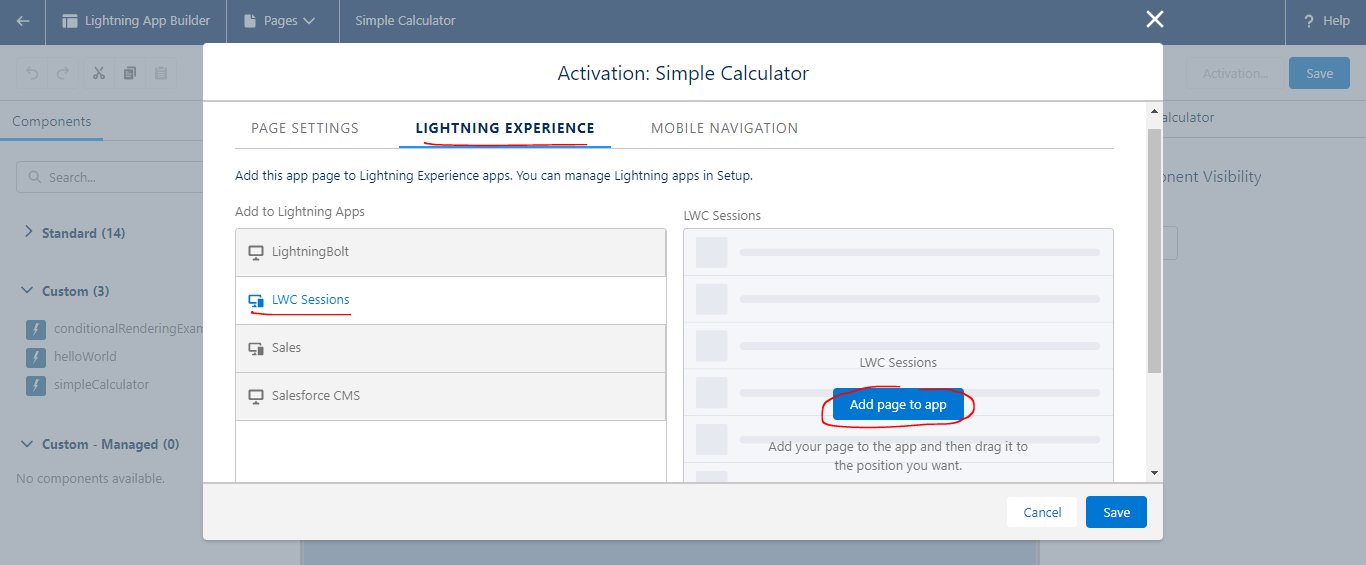 Lightning App Builder
Pages
Simple Calculator
? Help
Activation: Simple Calculator
Activation...
Save
Components
alculator
PAGE SETTINGS
LIGHTNING EXPERIENCE
MOBILE NAVIGATION
Search...
Add this app page to Lightning Experience apps. You can manage Lightning apps in Setup.
nent Visibility
Add to Lightning Apps
LWC Sessions
Standard (14)
LightningBolt
Custom (3)
LWC Sessions
conditionalRenderingExam
helloWorld
simpleCalculator
Sales
Salesforce CMS
LWC Sessions
Add page to app
Add your page to the app and then drag it to
the position you want.
Custom - Managed (0)
No components available.
Cancel
Save